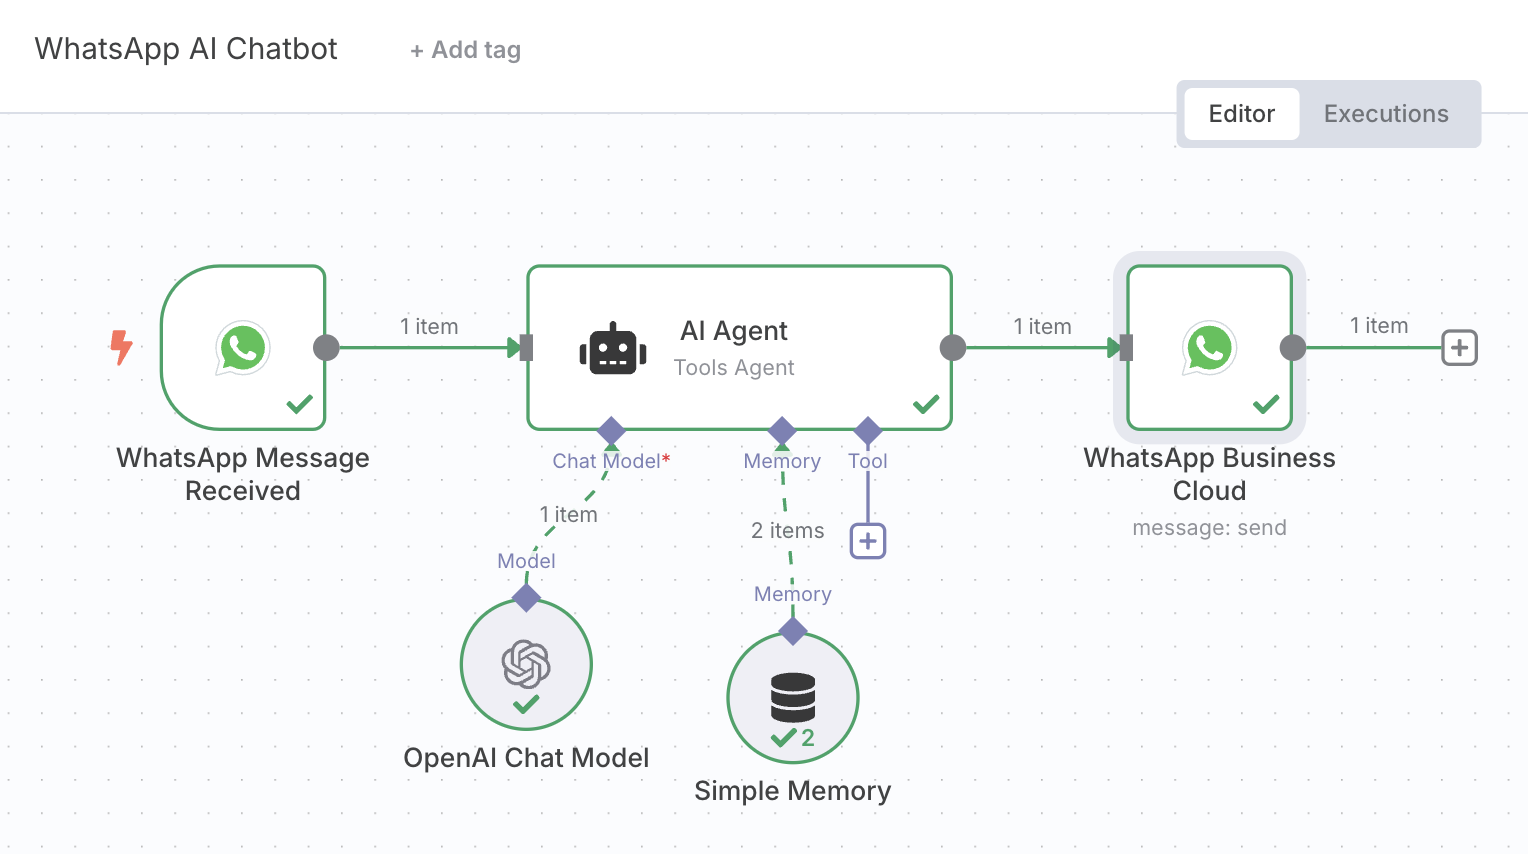 WhatsApp AI Chatbot
+ Add tag
Editor
Executions
1 item
AI Agent
Tools Agent
1 item
1 item
WhatsApp Message
Received
Chat Model*
Memory
Tool
WhatsApp Business
Cloud
message: send
1 item
2 items
Model
Memory
2
OpenAI Chat Model
Simple Memory